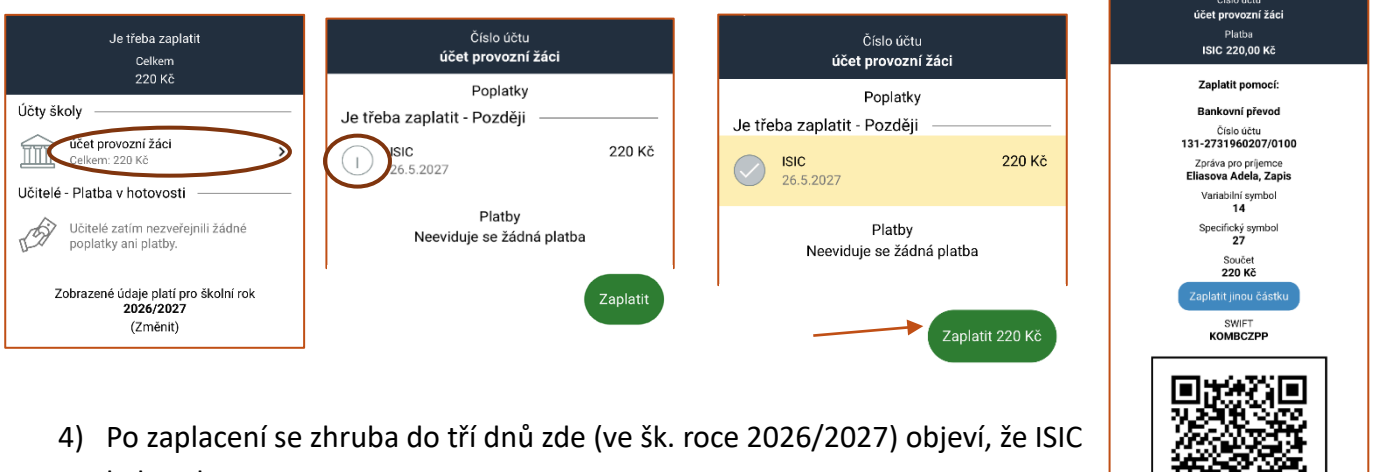 Je třeba zaplatit
Celkem
220 Kč
Účty školy
účet provozní žáci
Celkem: 220 Kč
Učitelé - Platba v hotovosti
Učitelé zatím nezveřejnili žádné
poplatky ani platby.
Zobrazené údaje platí pro školní rok
2026/2027
(Změnit)
Číslo účtu
účet provozní žáci
Poplatky
Je třeba zaplatit - Později
ISIC 220 Kč
26.5.2027
Platby
Neeviduje se žádná platba
Zaplatit
Číslo účtu
účet provozní žáci
Poplatky
Je třeba zaplatit - Později
ISIC 220 Kč
26.5.2027
Platby
Neeviduje se žádná platba
Zaplatit 220 Kč
Číslo účtu
účet provozní žáci
Platba
ISIC 220,00 Kč
Zaplatit pomocí:
Bankovní převod
Číslo účtu
131-2731960207/0100
Zpráva pro príjemce
Eliasova Adela, Zapis
Variabilní symbol
14
Specifický symbol
27
Součet
220 Kč
Zaplatit jinou částku
SWIFT
KOMBCZPP
4) Po zaplacení se zhruba do tří dnů zde (ve šk. roce 2026/2027) objeví, že ISIC